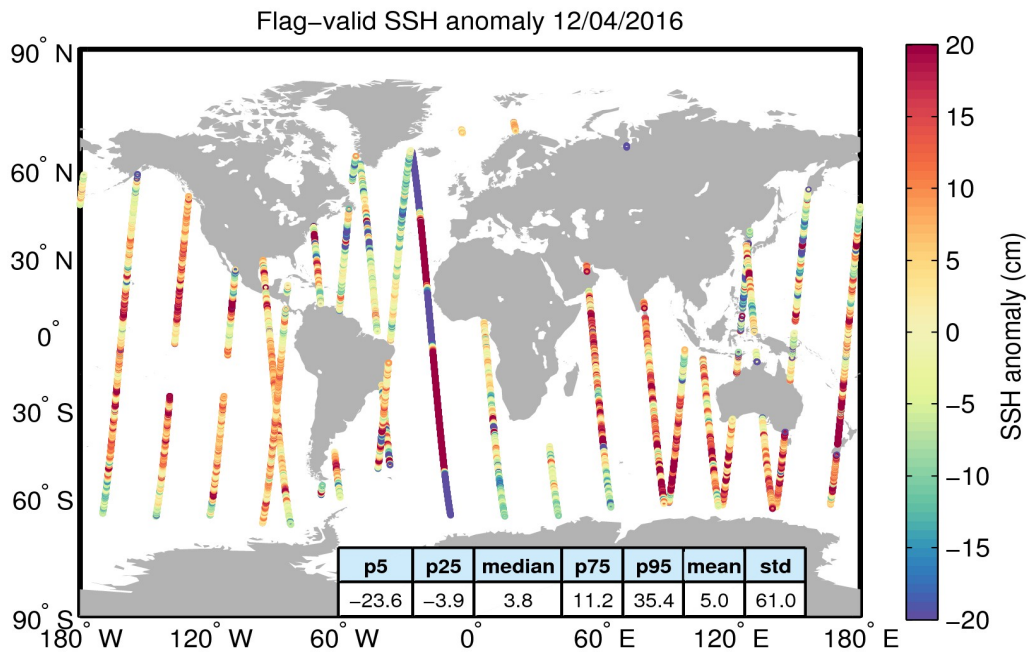 Flag−valid SSH anomaly 12/04/2016
90° N
60° N
30° N
0°
30° S
60° S
90° S
180° W
120° W
60° W
0°
60° E
120° E
180° E
p5 p25 median p75 p95 mean std
−23.6 −3.9 3.8 11.2 35.4 5.0 61.0
20
15
10
5
0
−5
−10
−15
−20
SSH anomaly (cm)